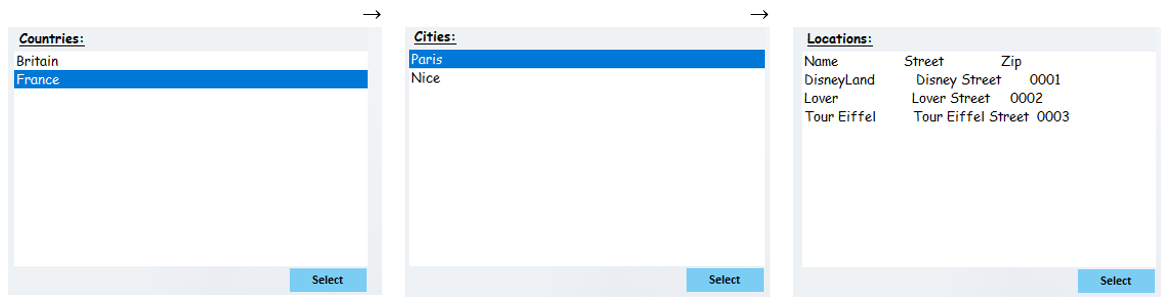 →
→
Countries:
Britain
France
Select
Cities:
Paris
Nice
Select
Locations:
Name Street Zip
DisneyLand Disney Street 0001
Lover Lover Street 0002
Tour Eiffel Tour Eiffel Street 0003
Select